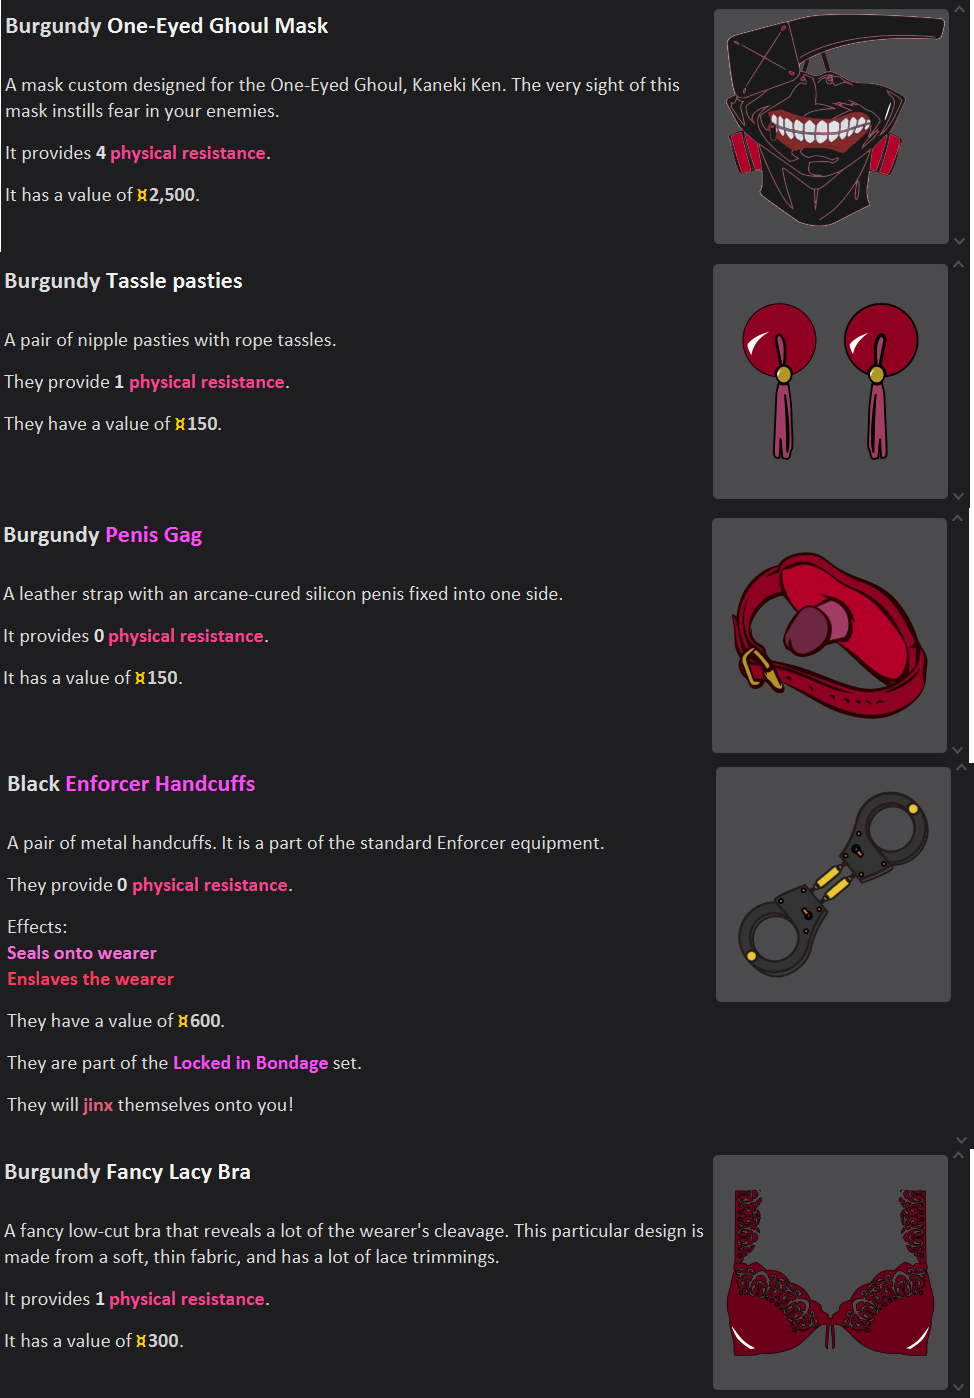 Burgundy One-Eyed Ghoul Mask
A mask custom designed for the One-Eyed Ghoul, Kaneki Ken. The very sight of this
mask instills fear in your enemies.
It provides 4 physical resistance.
It has a value of ¤2,500.
Burgundy Tassle pasties
A pair of nipple pasties with rope tassles.
They provide 1 physical resistance.
They have a value of ¤150.
Burgundy Penis Gag
A leather strap with an arcane-cured silicon penis fixed into one side.
It provides 0 physical resistance.
It has a value of ¤150.
Black Enforcer Handcuffs
A pair of metal handcuffs. It is a part of the standard Enforcer equipment.
They provide 0 physical resistance.
Effects:
Seals onto wearer
Enslaves the wearer
They have a value of ¤600.
They are part of the Locked in Bondage set.
They will jinx themselves onto you!
Burgundy Fancy Lacy Bra
A fancy low-cut bra that reveals a lot of the wearer's cleavage. This particular design is
made from a soft, thin fabric, and has a lot of lace trimmings.
It provides 1 physical resistance.
It has a value of ¤300.